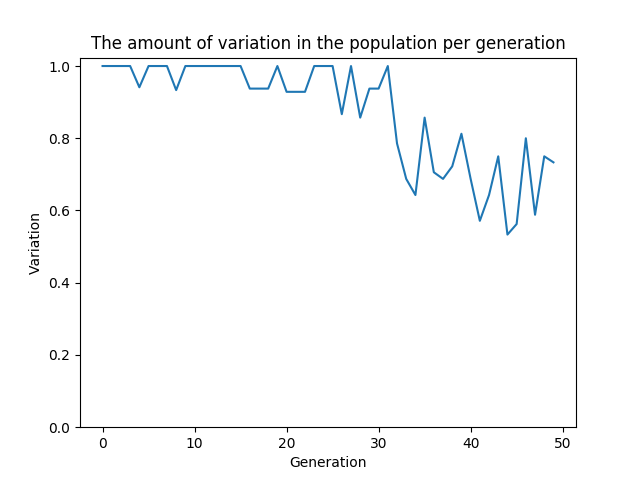 The amount of variation in the population per generation
1.0
0.8
0.6
0.4
0.2
0.0
Variation
0 10 20 30 40 50
Generation